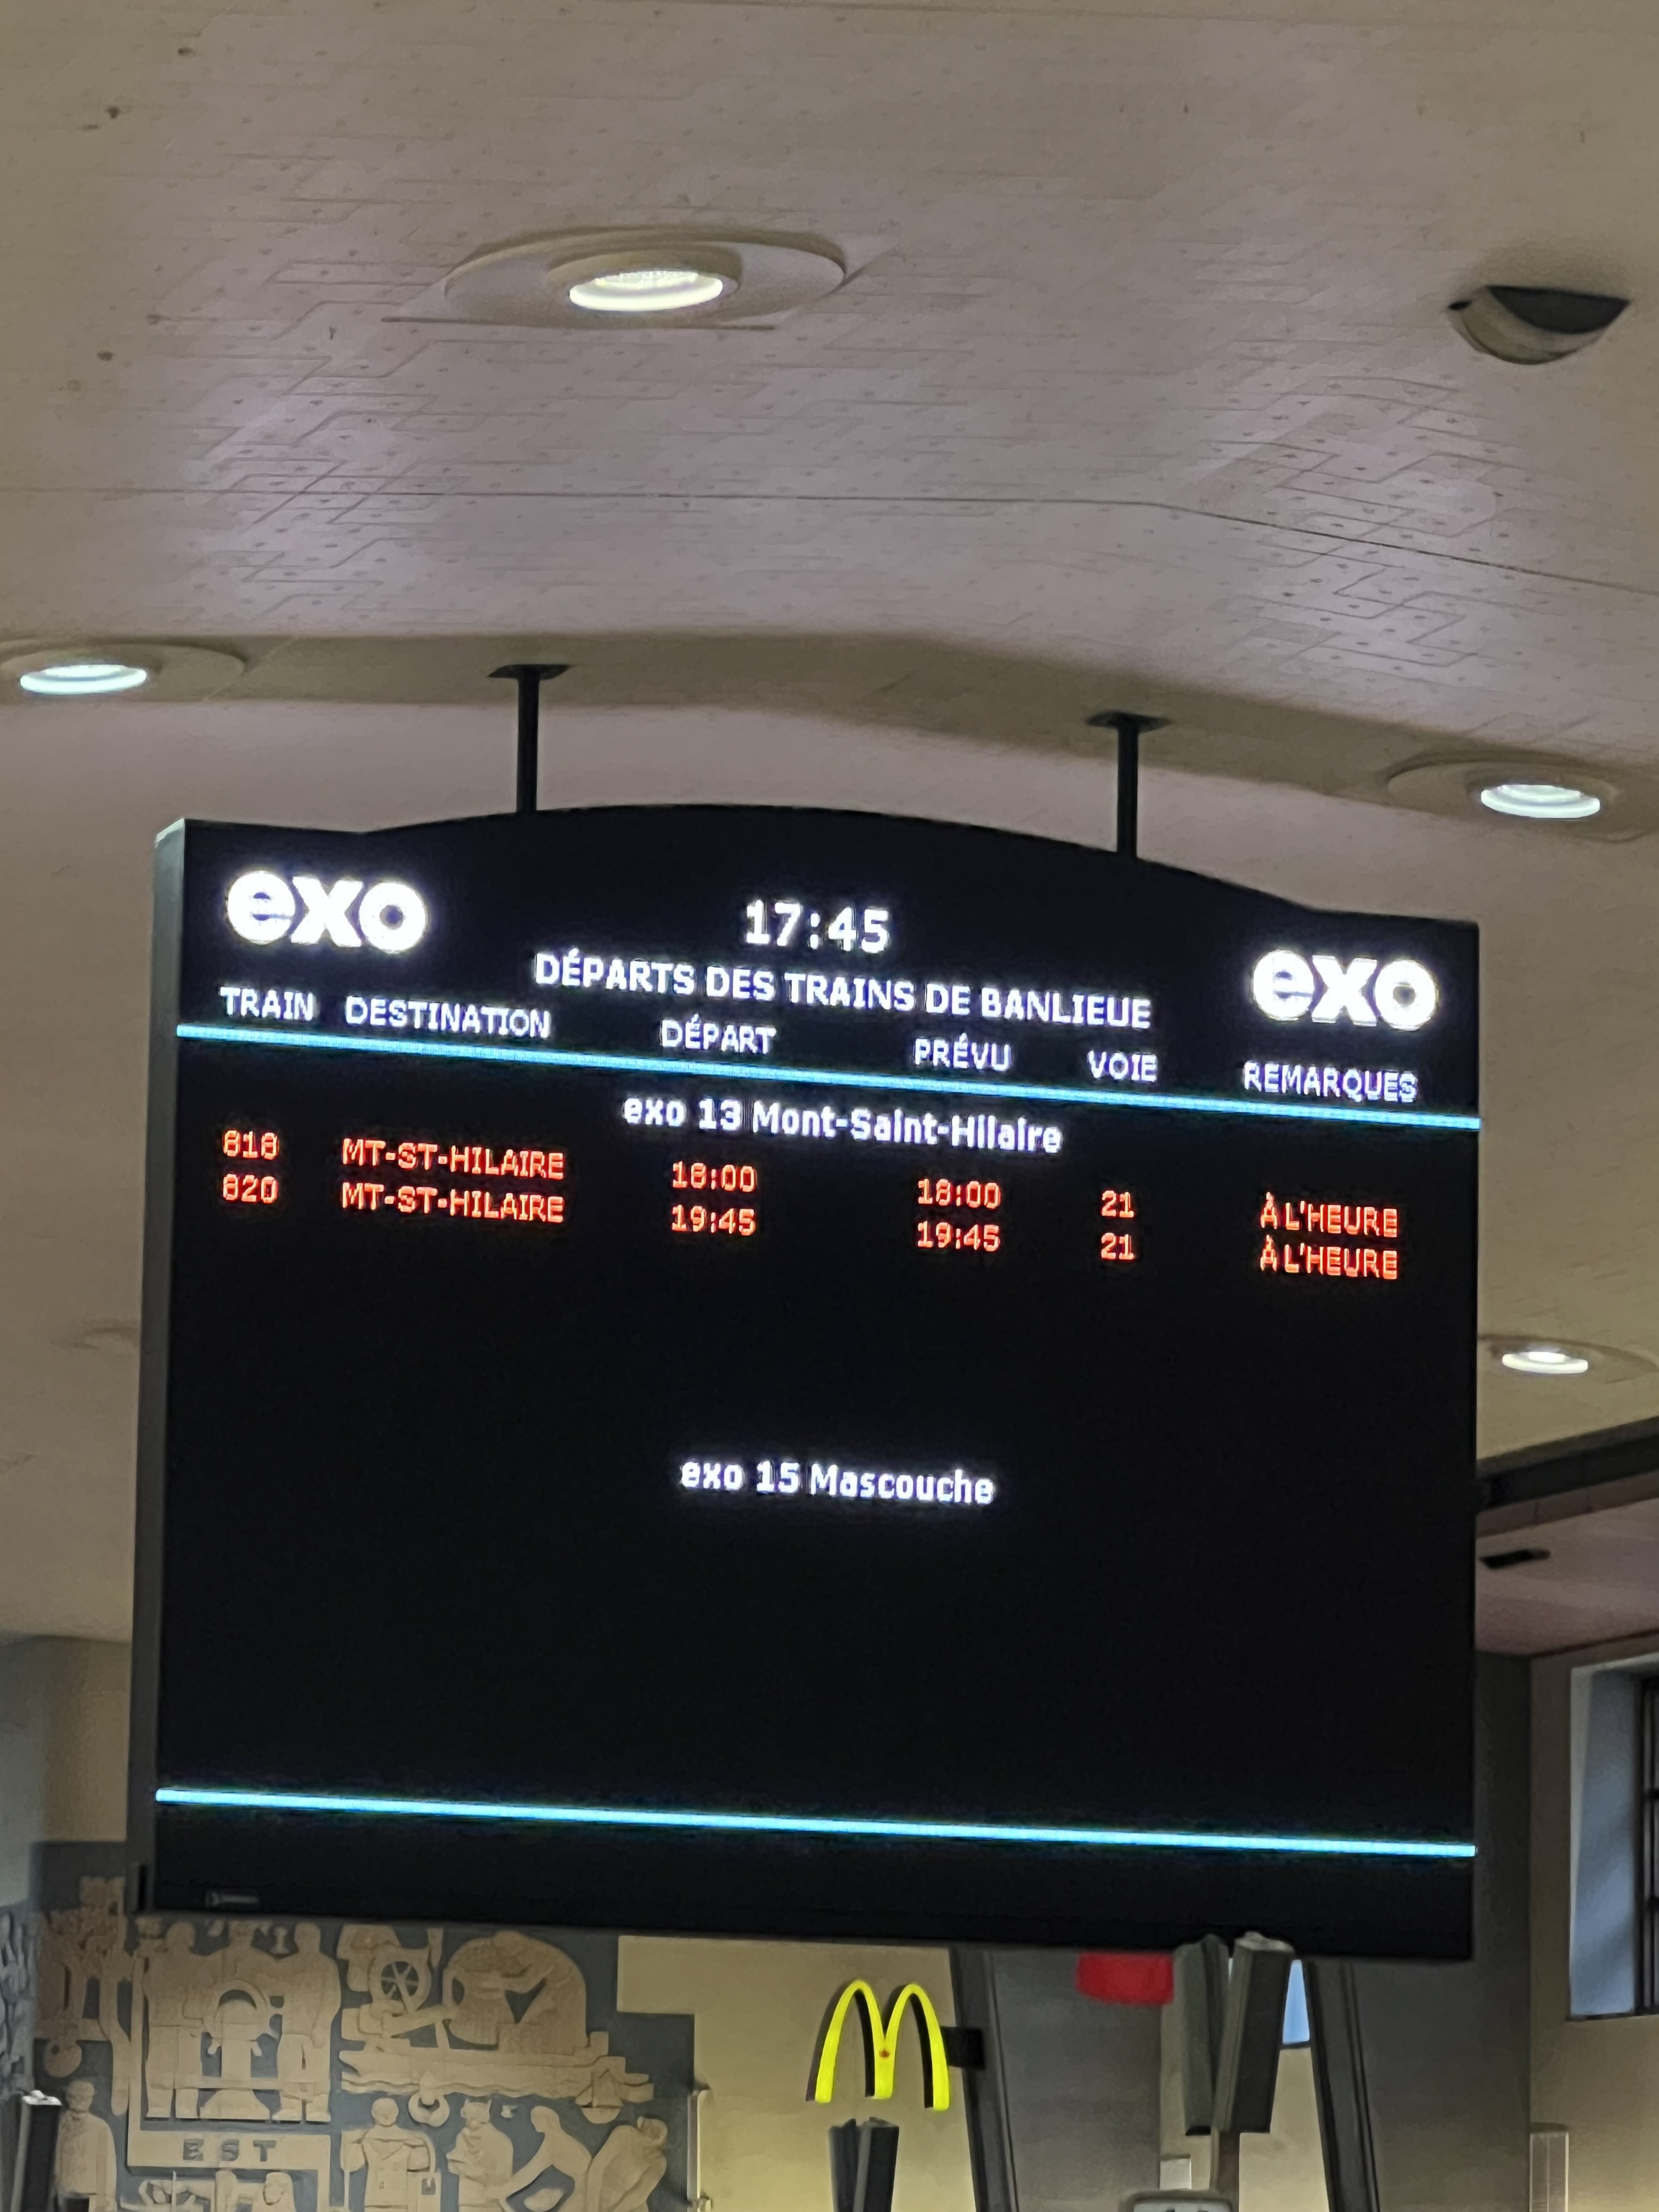 exo 17:45 exo
DÉPARTS DES TRAINS DE BANLIEUE
TRAIN DESTINATION DÉPART PRÉVU VOIE REMARQUES
exo 13 Mont-Saint-Hilaire
818 MT-ST-HILAIRE 18:00 18:00 21 À L'HEURE
820 MT-ST-HILAIRE 19:45 19:45 21 À L'HEURE
exo 15 Mascouche
EST